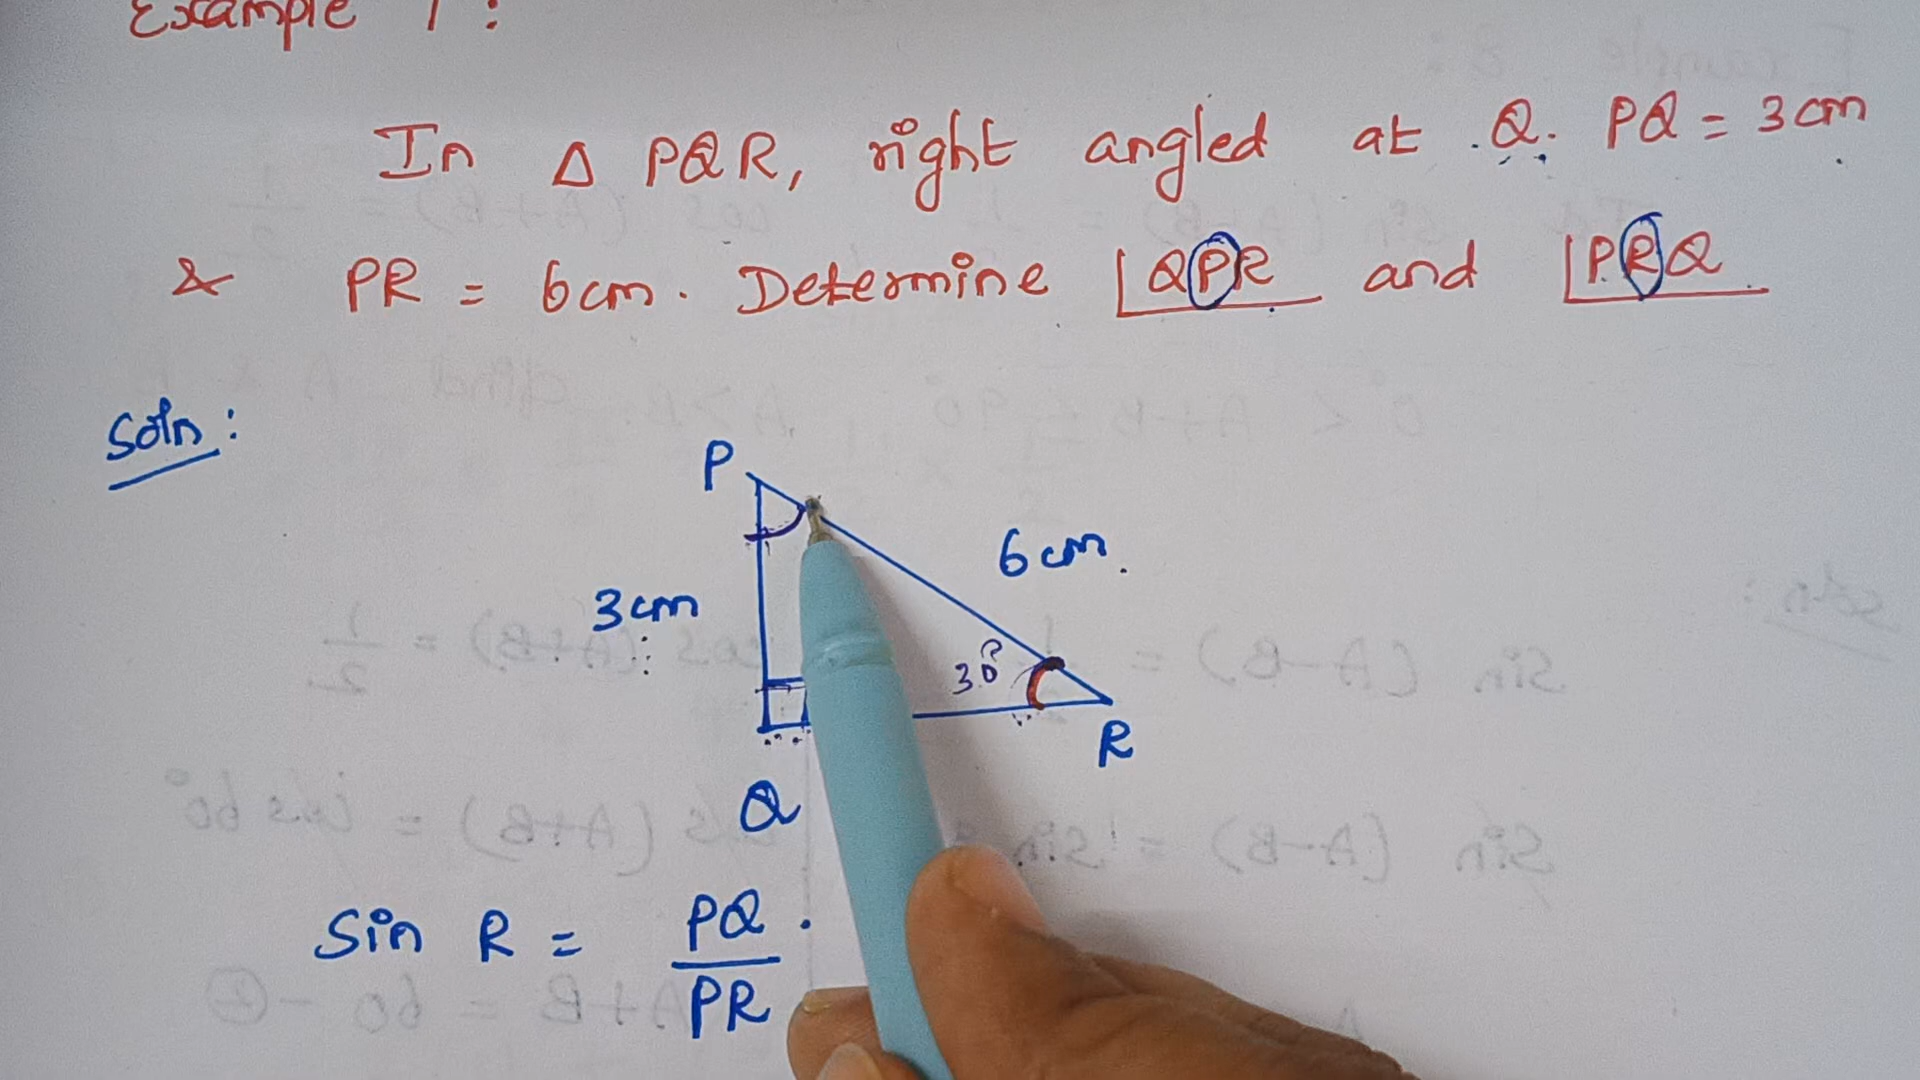 Example 1:
In Δ PQR, right angled at Q. PQ = 3cm
& PR = 6cm. Determine ∠QPR and ∠PRQ
Soln:
P
6cm.
3cm
30°
R
Q
Sin R = PQ/PR